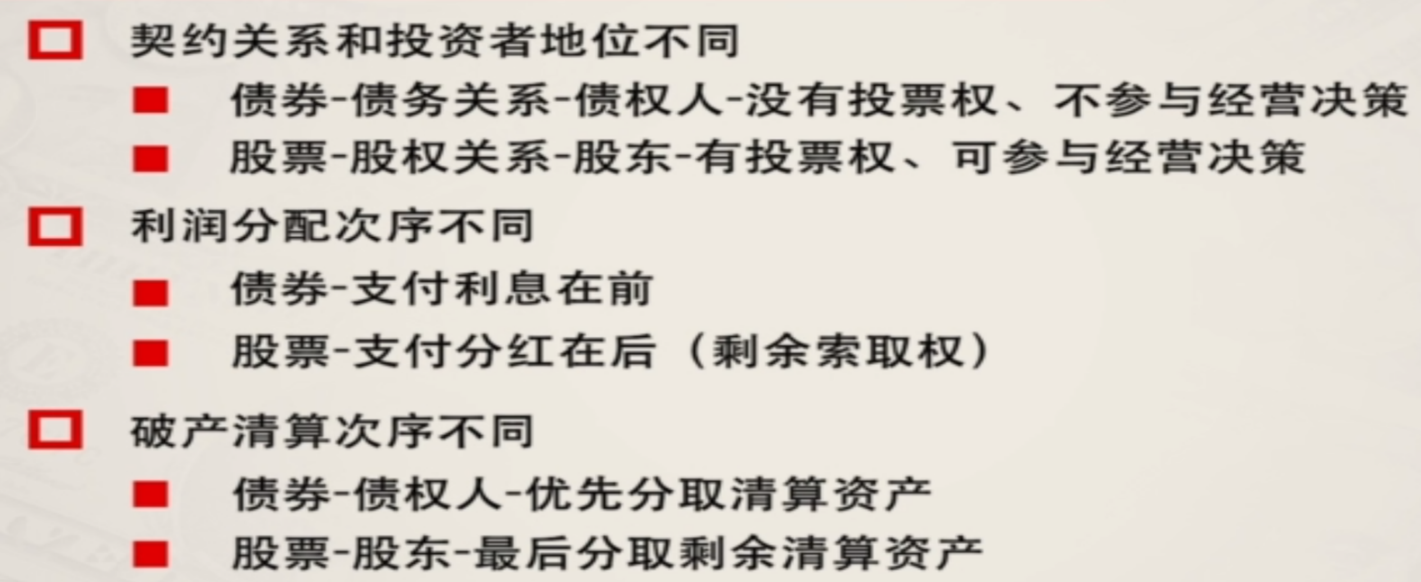 契约关系和投资者地位不同
债券-债务关系-债权人-没有投票权、不参与经营决策
股票-股权关系-股东-有投票权、可参与经营决策
利润分配次序不同
债券-支付利息在前
股票-支付分红在后（剩余索取权）
破产清算次序不同
债券-债权人-优先分取清算资产
股票-股东-最后分取剩余清算资产